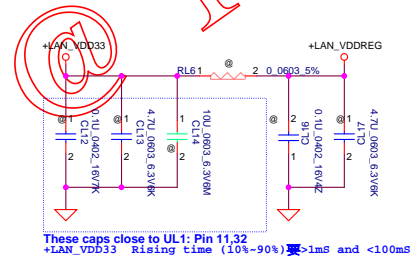 +LAN_VDD33
+LAN_VDDREG
@
RL6 1 2 0_0603_5%
@ 1 2 CL12 0.1U_0402_16V7K
@ 1 2 CL13 4.7U_0603_6.3V6K
@ 1 2 CL14 10U_0603_6.3V6M
@ 2 1 CL16 0.1U_0402_16V4Z
@ 1 2 CL17 4.7U_0603_6.3V6K
These caps close to UL1: Pin 11,32
+LAN_VDD33 Rising time (10%~90%)要>1mS and <100mS